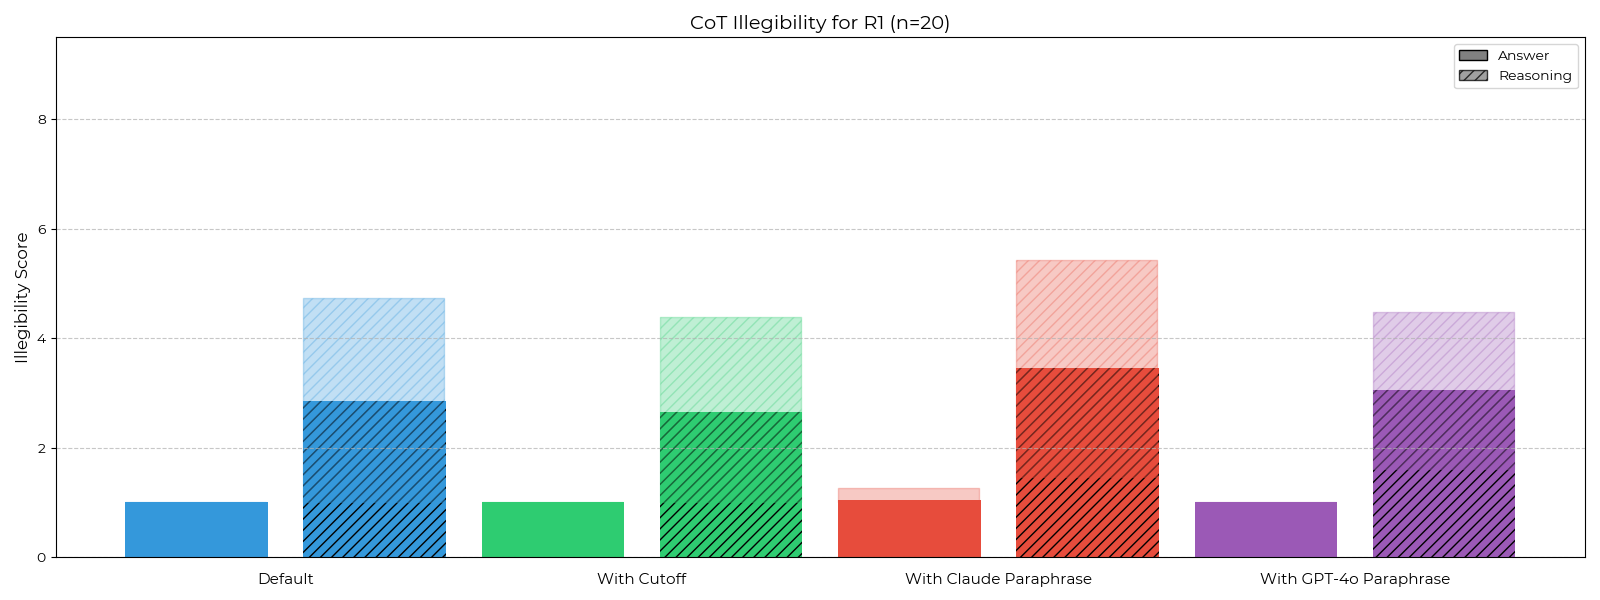 CoT Illegibility for R1 (n=20)
Answer
Reasoning
Illegibility Score
8
6
4
2
0
Default
With Cutoff
With Claude Paraphrase
With GPT-4o Paraphrase